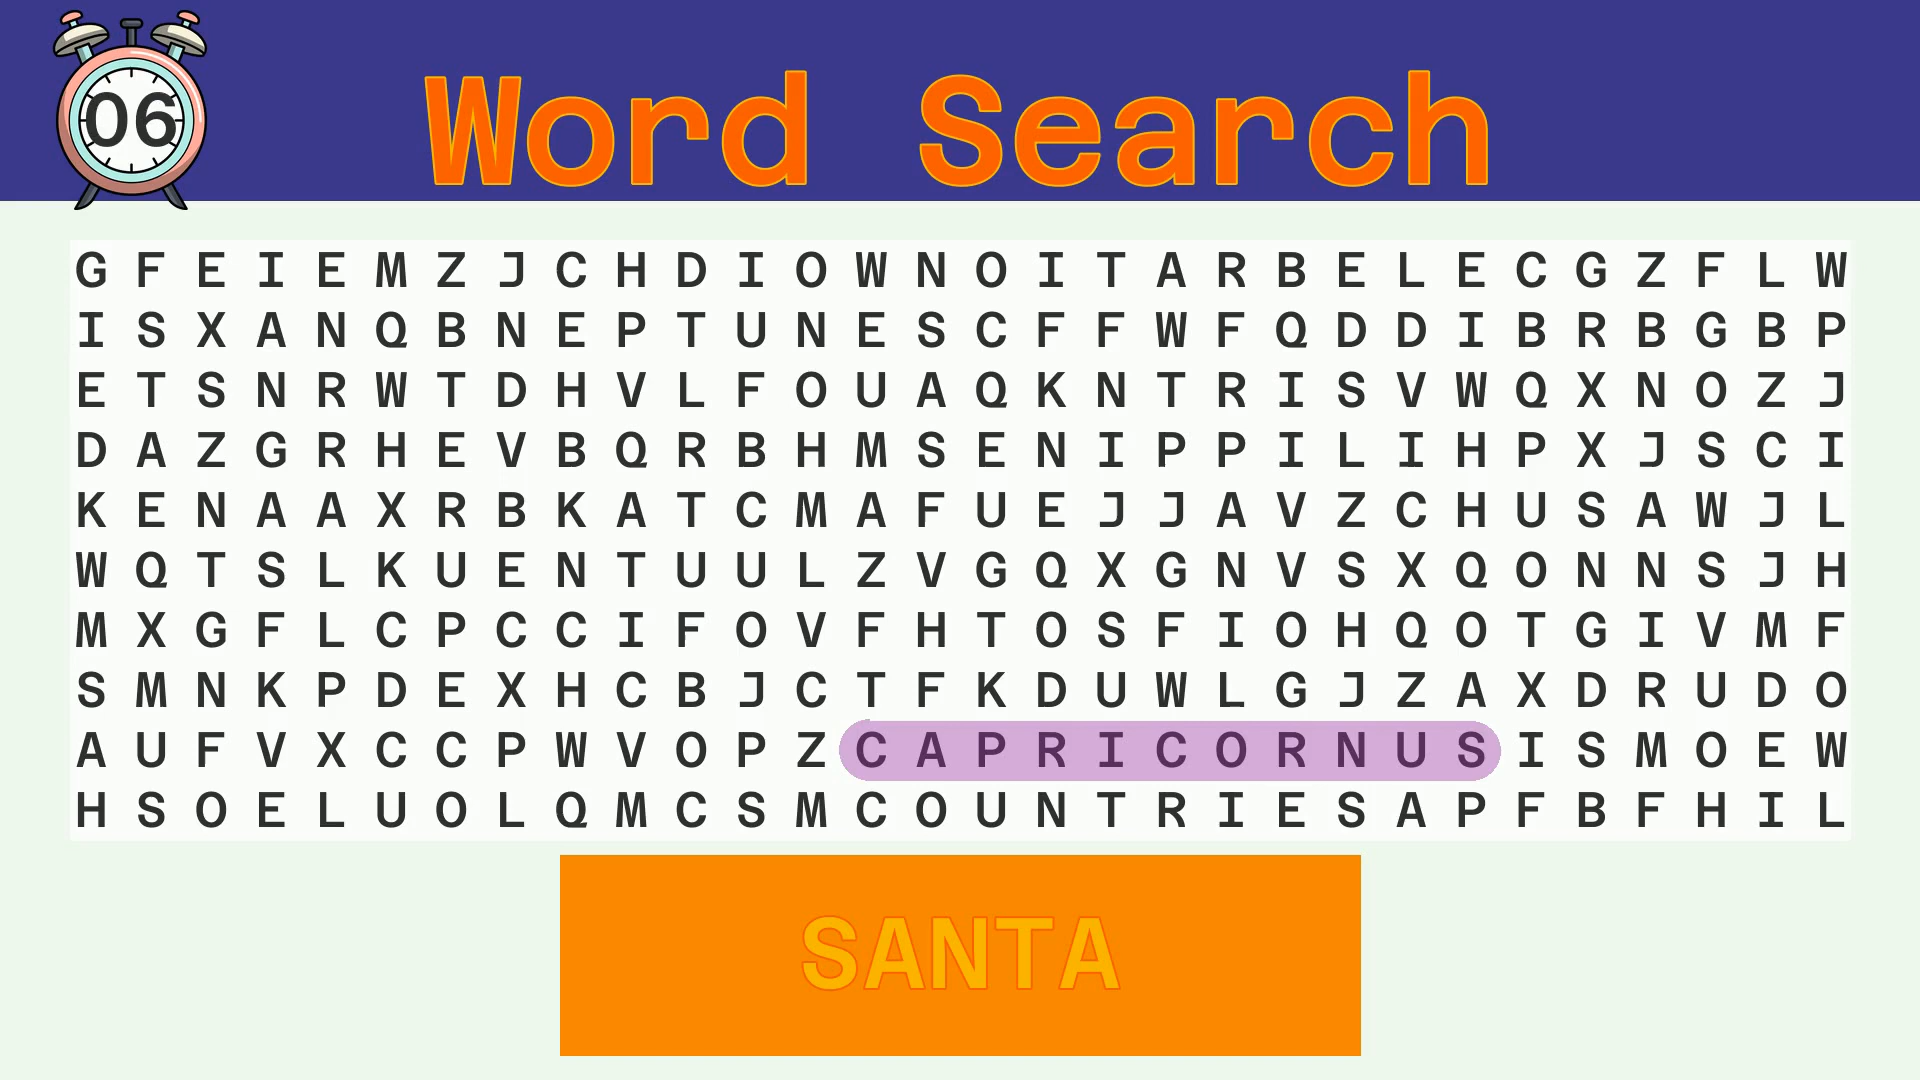 06
Word Search
G F E I E M Z J C H D I O W N O I T A R B E L E C G Z F L W
I S X A N Q B N E P T U N E S C F F W F Q D D I B R B G B P
E T S N R W T D H V L F O U A Q K N T R I S V W Q X N O Z J
D A Z G R H E V B Q R B H M S E N I P P I L I H P X J S C I
K E N A A X R B K A T C M A F U E J J A V Z C H U S A W J L
W Q T S L K U E N T U U L Z V G Q X G N V S X Q O N N S J H
M X G F L C P C C I F O V F H T O S F I O H Q O T G I V M F
S M N K P D E X H C B J C T F K D U W L G J Z A X D R U D O
A U F V X C C P W V O P Z C A P R I C O R N U S I S M O E W
H S O E L U O L Q M C S M C O U N T R I E S A P F B F H I L
SANTA